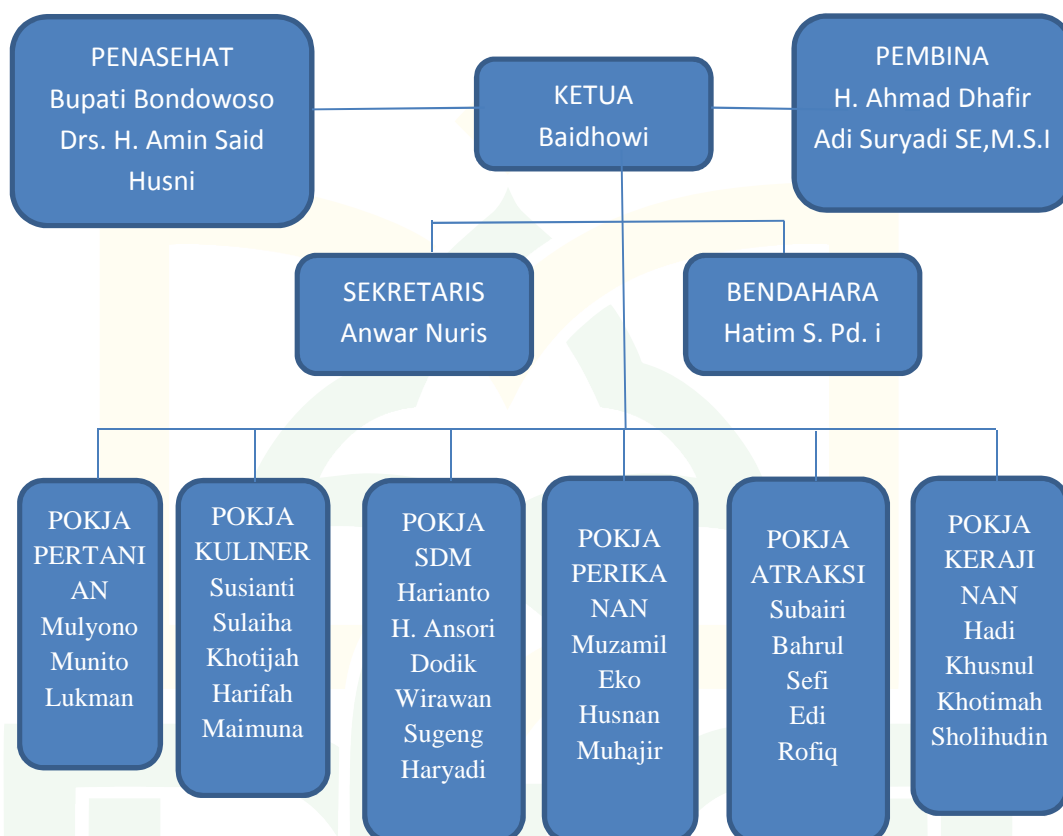 PENASEHAT
Bupati Bondowoso
Drs. H. Amin Said
Husni
KETUA
Baidhowi
PEMBINA
H. Ahmad Dhafir
Adi Suryadi SE,M.S.I
SEKRETARIS
Anwar Nuris
BENDAHARA
Hatim S. Pd. i
POKJA
PERTANI
AN
Mulyono
Munito
Lukman
POKJA
KULINER
Susianti
Sulaiha
Khotijah
Harifah
Maimuna
POKJA
SDM
Harianto
H. Ansori
Dodik
Wirawan
Sugeng
Haryadi
POKJA
PERIKA
NAN
Muzamil
Eko
Husnan
Muhajir
POKJA
ATRAKSI
Subairi
Bahrul
Sefi
Edi
Rofiq
POKJA
KERAJI
NAN
Hadi
Khusnul
Khotimah
Sholihudin